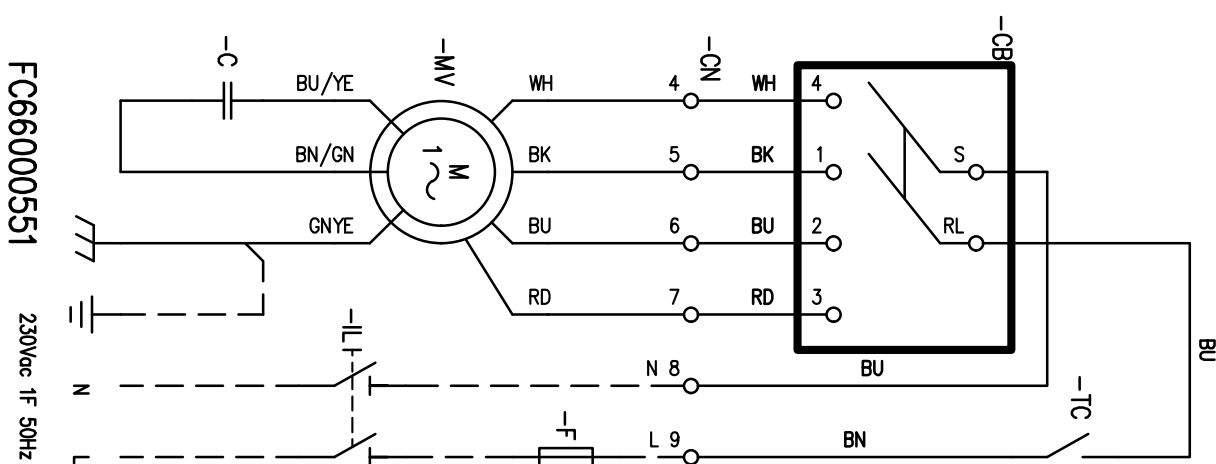 -CB
-C
-MV
-CN
BU/YE
WH
4
WH
4
BN/GN
M
1
BK
5
BK
1
S
GNYE
BU
6
BU
2
RL
RD
7
RD
3
FC66000551
230Vac 1F 50Hz
-IL
N
N 8
BU
BU
-TC
-F
L
L 9
BN